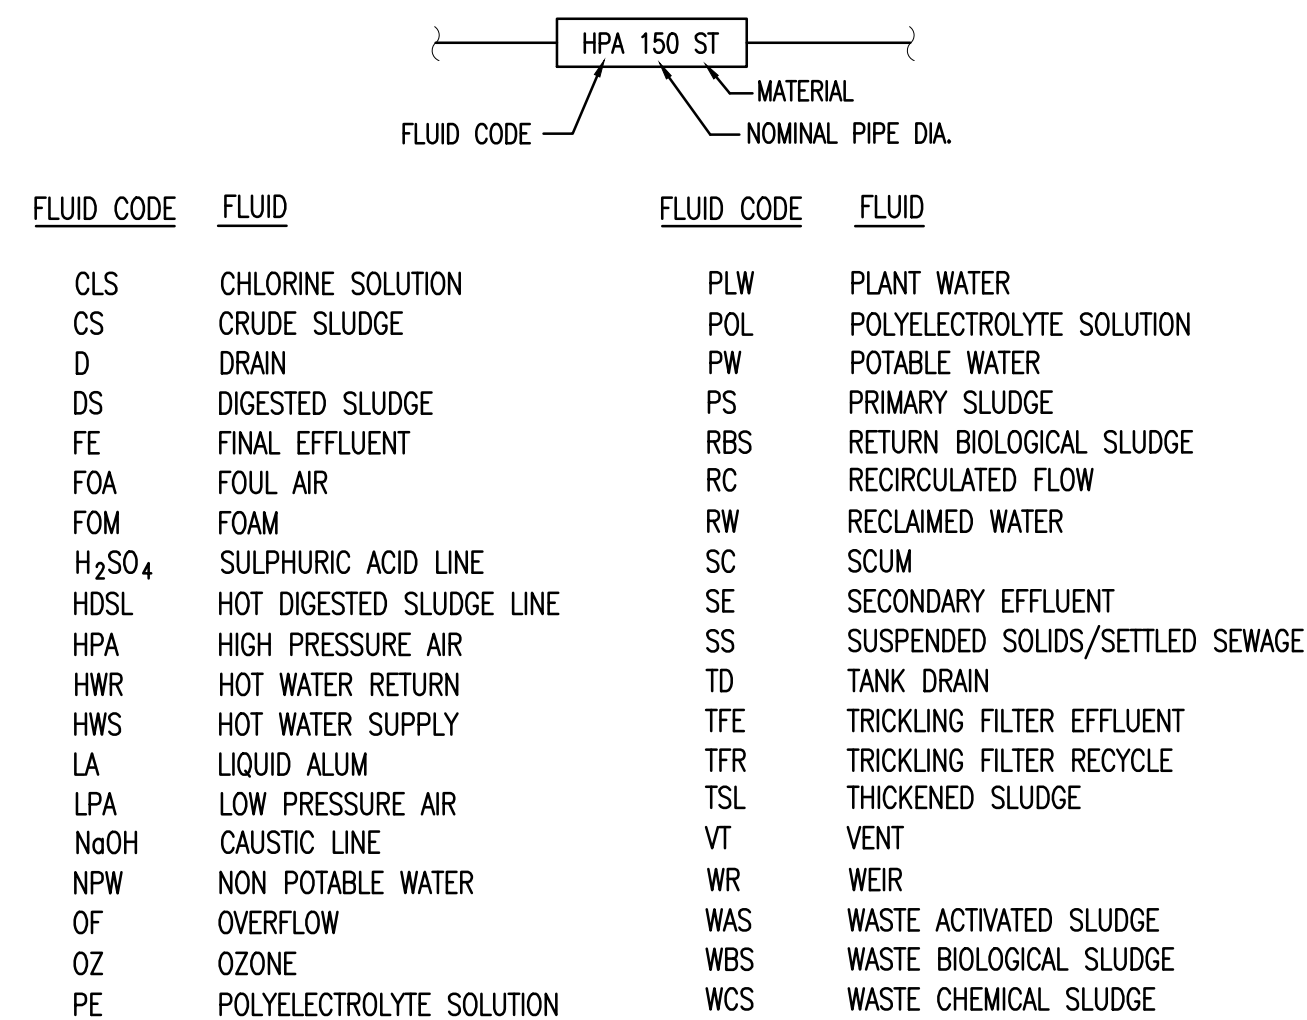 HPA 150 ST
MATERIAL
FLUID CODE
NOMINAL PIPE DIA.
FLUID CODE FLUID
CLS CHLORINE SOLUTION
CS CRUDE SLUDGE
D DRAIN
DS DIGESTED SLUDGE
FE FINAL EFFLUENT
FOA FOUL AIR
FOM FOAM
H₂SO₄ SULPHURIC ACID LINE
HDSL HOT DIGESTED SLUDGE LINE
HPA HIGH PRESSURE AIR
HWR HOT WATER RETURN
HWS HOT WATER SUPPLY
LA LIQUID ALUM
LPA LOW PRESSURE AIR
NaOH CAUSTIC LINE
NPW NON POTABLE WATER
OF OVERFLOW
OZ OZONE
PE POLYELECTROLYTE SOLUTION
FLUID CODE FLUID
PLW PLANT WATER
POL POLYELECTROLYTE SOLUTION
PW POTABLE WATER
PS PRIMARY SLUDGE
RBS RETURN BIOLOGICAL SLUDGE
RC RECIRCULATED FLOW
RW RECLAIMED WATER
SC SCUM
SE SECONDARY EFFLUENT
SS SUSPENDED SOLIDS/SETTLED SEWAGE
TD TANK DRAIN
TFE TRICKLING FILTER EFFLUENT
TFR TRICKLING FILTER RECYCLE
TSL THICKENED SLUDGE
VT VENT
WR WEIR
WAS WASTE ACTIVATED SLUDGE
WBS WASTE BIOLOGICAL SLUDGE
WCS WASTE CHEMICAL SLUDGE